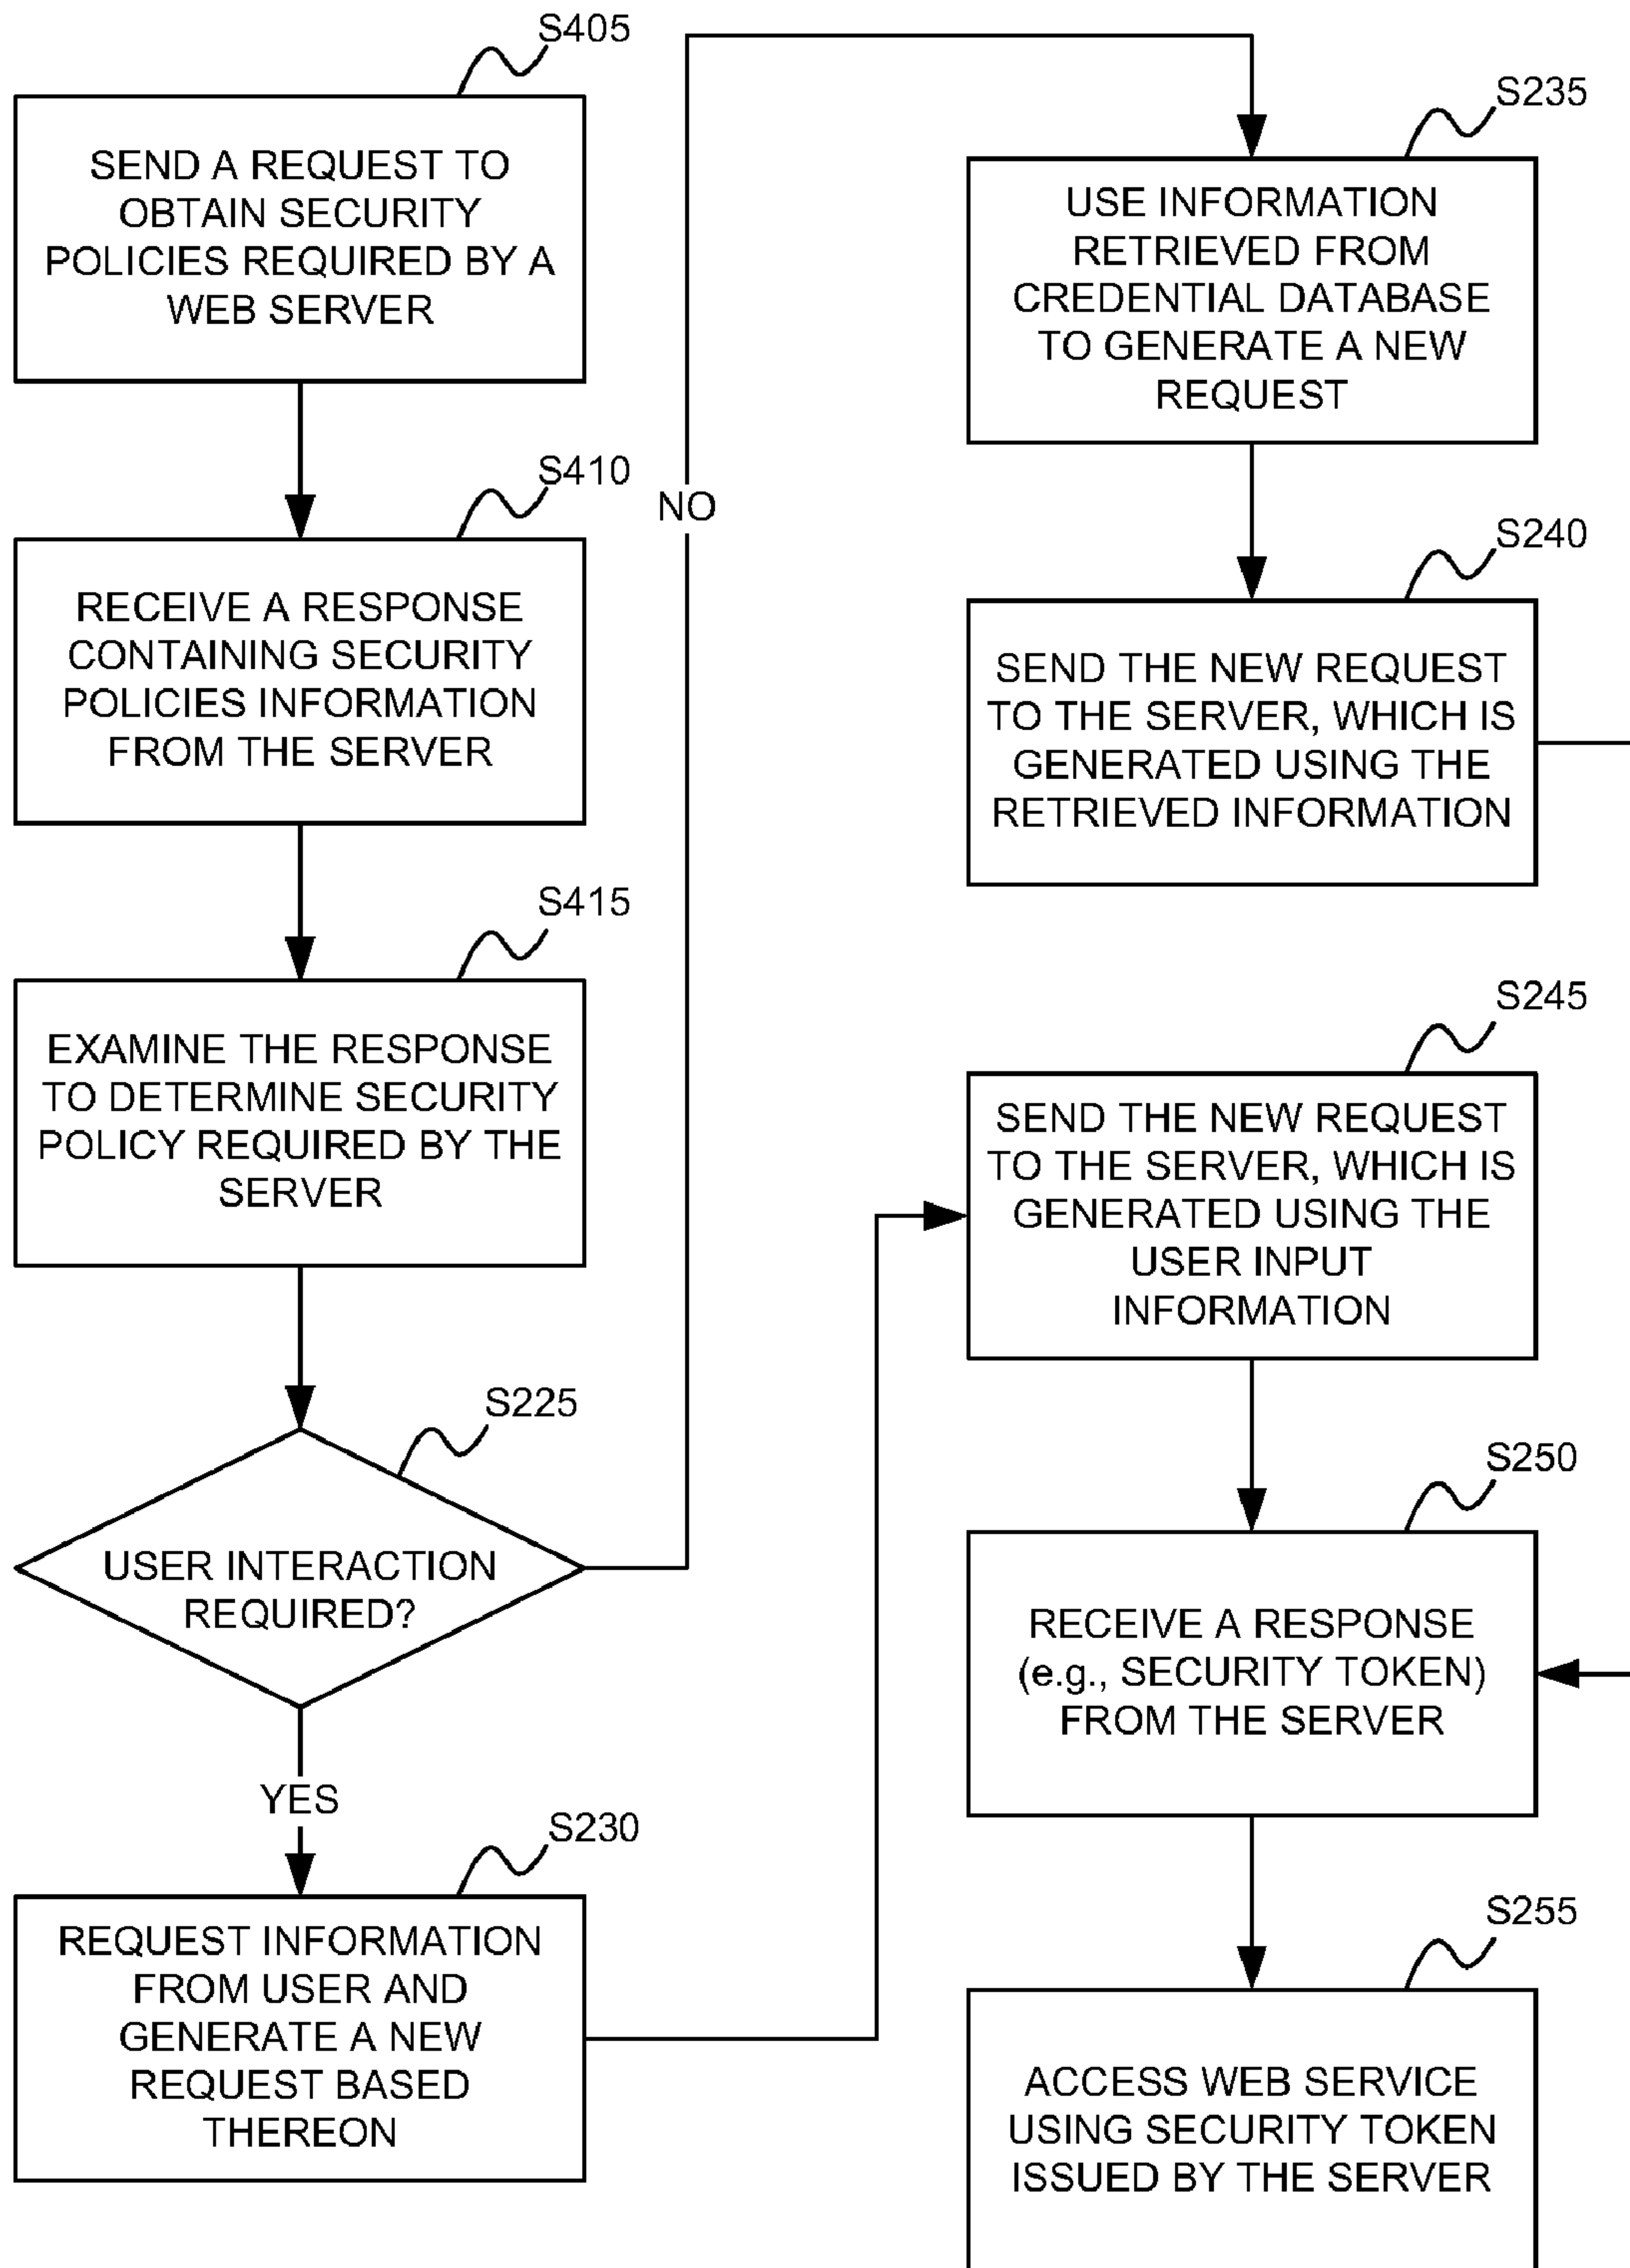 S405
SEND A REQUEST TO
OBTAIN SECURITY
POLICIES REQUIRED BY A
WEB SERVER
S410
RECEIVE A RESPONSE
CONTAINING SECURITY
POLICIES INFORMATION
FROM THE SERVER
S415
EXAMINE THE RESPONSE
TO DETERMINE SECURITY
POLICY REQUIRED BY THE
SERVER
S225
USER INTERACTION
REQUIRED?
NO
YES
S230
REQUEST INFORMATION
FROM USER AND
GENERATE A NEW
REQUEST BASED
THEREON
S235
USE INFORMATION
RETRIEVED FROM
CREDENTIAL DATABASE
TO GENERATE A NEW
REQUEST
S240
SEND THE NEW REQUEST
TO THE SERVER, WHICH IS
GENERATED USING THE
RETRIEVED INFORMATION
S245
SEND THE NEW REQUEST
TO THE SERVER, WHICH IS
GENERATED USING THE
USER INPUT
INFORMATION
S250
RECEIVE A RESPONSE
(e.g., SECURITY TOKEN)
FROM THE SERVER
S255
ACCESS WEB SERVICE
USING SECURITY TOKEN
ISSUED BY THE SERVER